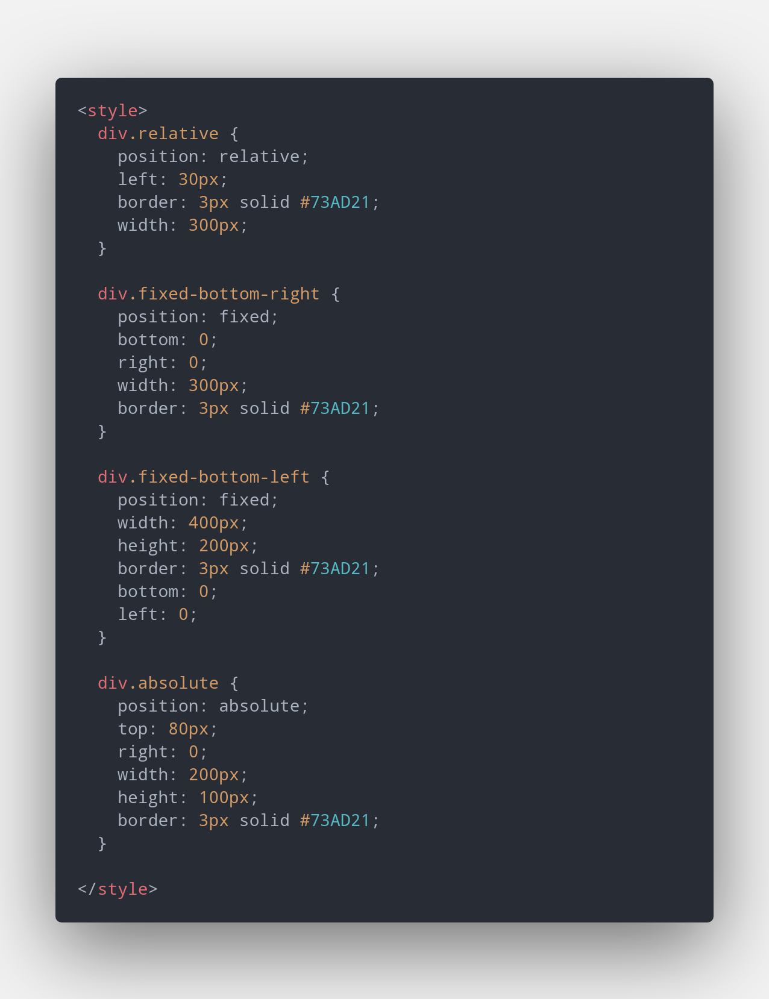 <style>
  div.relative {
    position: relative;
    left: 30px;
    border: 3px solid #73AD21;
    width: 300px;
  }

  div.fixed-bottom-right {
    position: fixed;
    bottom: 0;
    right: 0;
    width: 300px;
    border: 3px solid #73AD21;
  }

  div.fixed-bottom-left {
    position: fixed;
    width: 400px;
    height: 200px;
    border: 3px solid #73AD21;
    bottom: 0;
    left: 0;
  }

  div.absolute {
    position: absolute;
    top: 80px;
    right: 0;
    width: 200px;
    height: 100px;
    border: 3px solid #73AD21;
  }

</style>